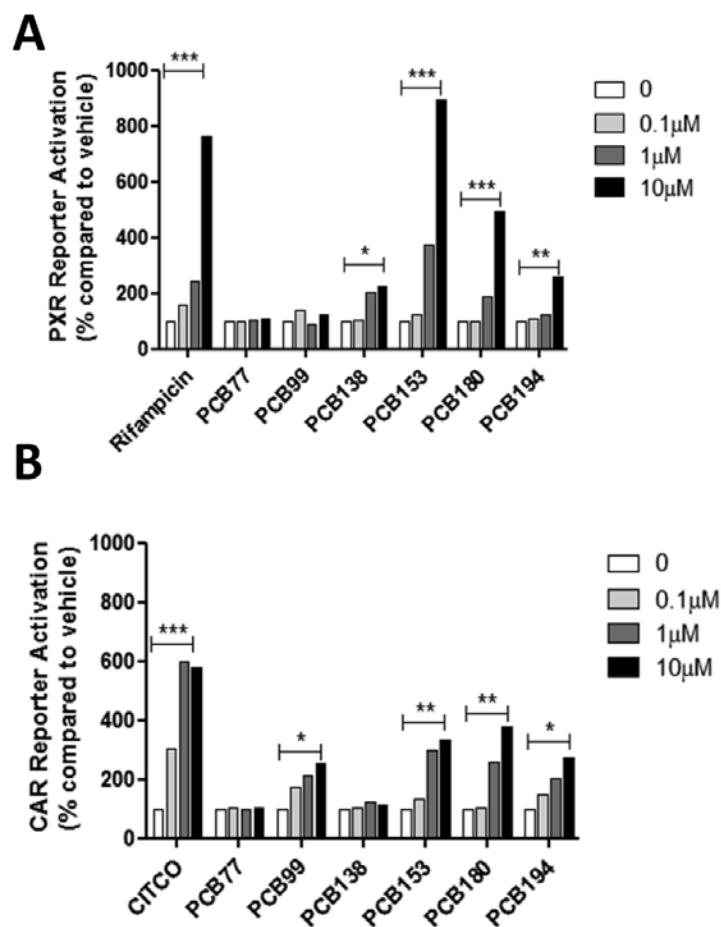 A
PXR Reporter Activation
(% compared to vehicle)
1000
800
600
400
200
0
***
*
***
***
**
0
0.1µM
1µM
10µM
Rifampicin
PCB77
PCB99
PCB138
PCB153
PCB180
PCB194
B
CAR Reporter Activation
(% compared to vehicle)
1000
800
600
400
200
0
***
*
**
**
*
0
0.1µM
1µM
10µM
CITCO
PCB77
PCB99
PCB138
PCB153
PCB180
PCB194